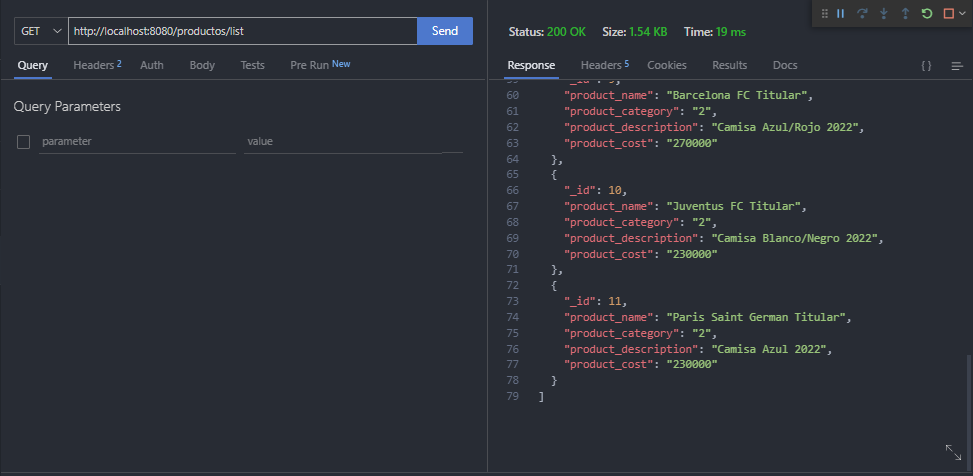 GET http://localhost:8080/productos/list Send
Query Headers 2 Auth Body Tests Pre Run New
Query Parameters
parameter value
Status: 200 OK Size: 1.54 KB Time: 19 ms
Response Headers 5 Cookies Results Docs { }
60 "product_name": "Barcelona FC Titular",
61 "product_category": "2",
62 "product_description": "Camisa Azul/Rojo 2022",
63 "product_cost": "270000"
64 },
65 {
66 "_id": 10,
67 "product_name": "Juventus FC Titular",
68 "product_category": "2",
69 "product_description": "Camisa Blanco/Negro 2022",
70 "product_cost": "230000"
71 },
72 {
73 "_id": 11,
74 "product_name": "Paris Saint German Titular",
75 "product_category": "2",
76 "product_description": "Camisa Azul 2022",
77 "product_cost": "230000"
78 }
79 ]